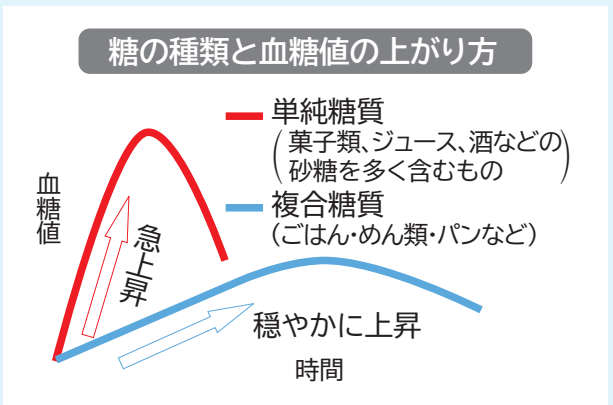 糖の種類と血糖値の上がり方
単純糖質
(菓子類、ジュース、酒などの
砂糖を多く含むもの)
複合糖質
(ごはん・めん類・パンなど)
血糖値
急上昇
穏やかに上昇
時間